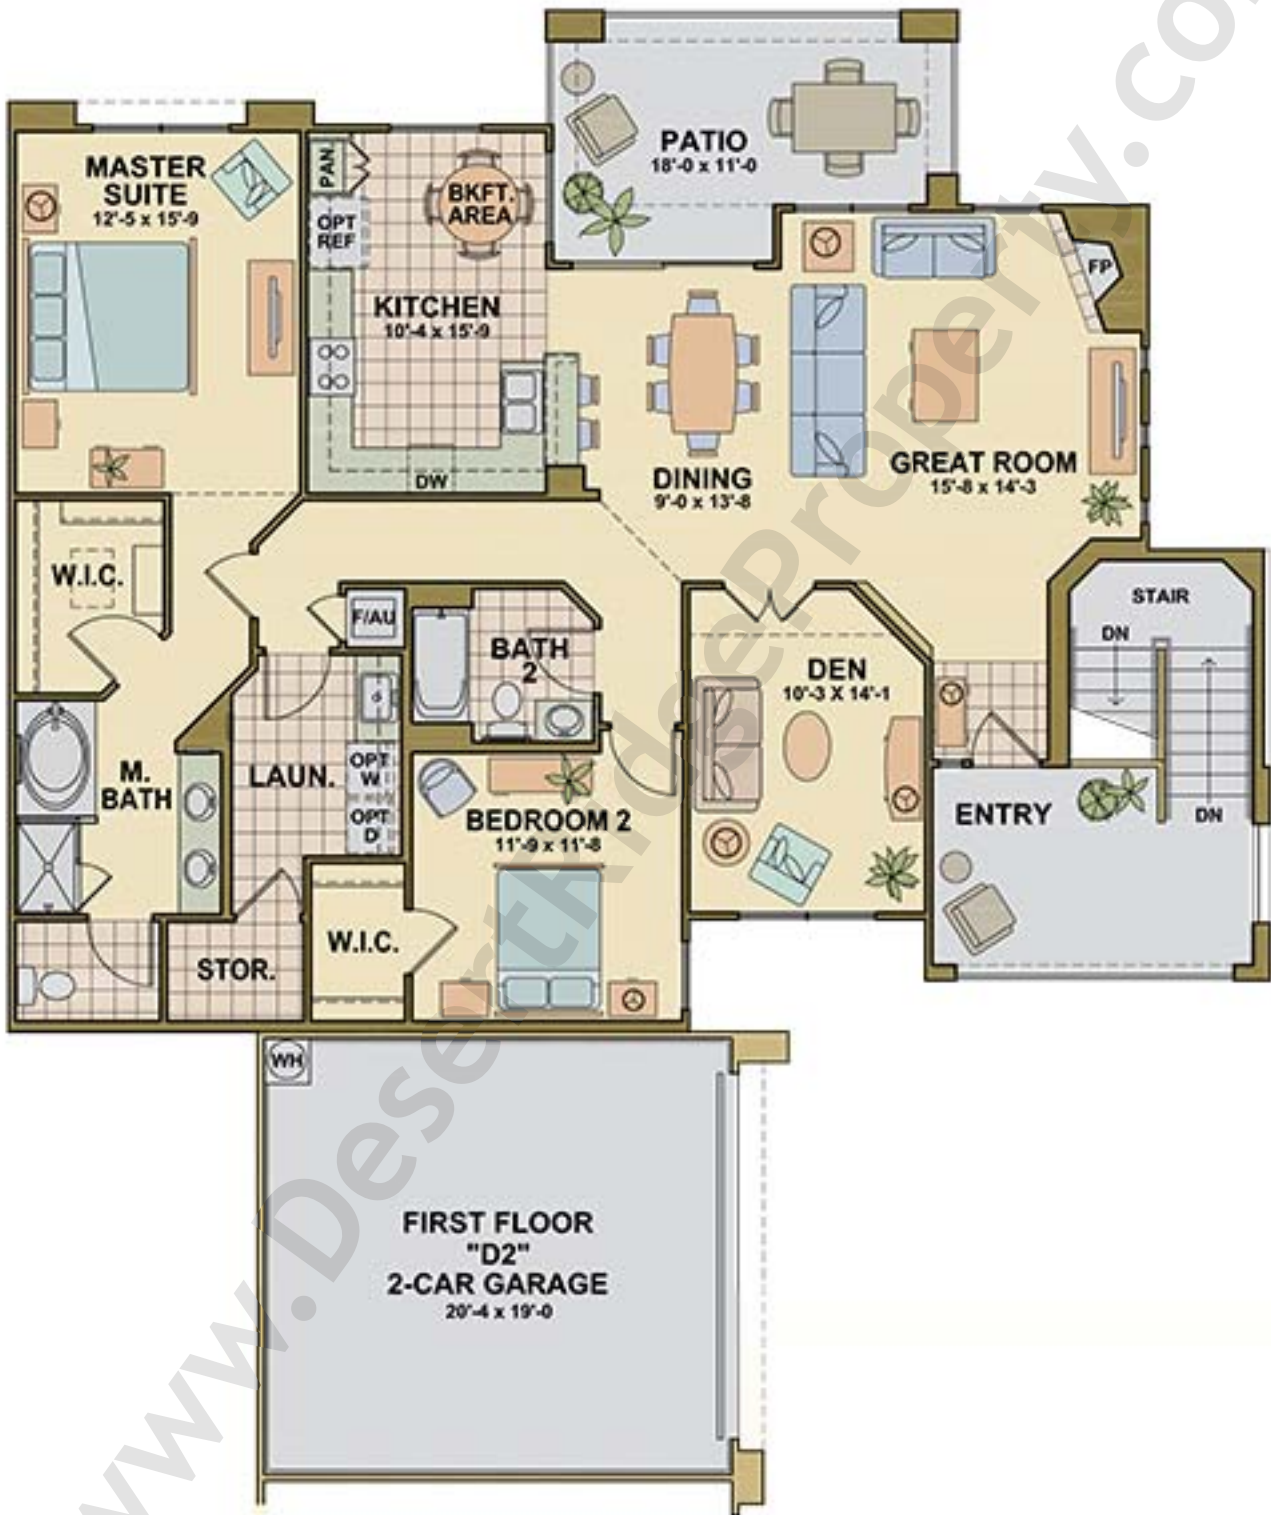 PATIO
18'-0 x 11'-0
MASTER
SUITE
12'-5 x 15'-9
PAN.
OPT
REF
BKFT.
AREA
KITCHEN
10'-4 x 15'-9
DW
FP
DINING
9'-0 x 13'-8
GREAT ROOM
15'-8 x 14'-3
W.I.C.
F/AU
BATH
2
STAIR
DN
DN
DEN
10'-3 X 14'-1
M.
BATH
LAUN.
OPT
W
OPT
D
BEDROOM 2
11'-9 x 11'-8
ENTRY
W.I.C.
STOR.
WH
FIRST FLOOR
"D2"
2-CAR GARAGE
20'-4 x 19'-0
www.DesertRidgeProperty.com